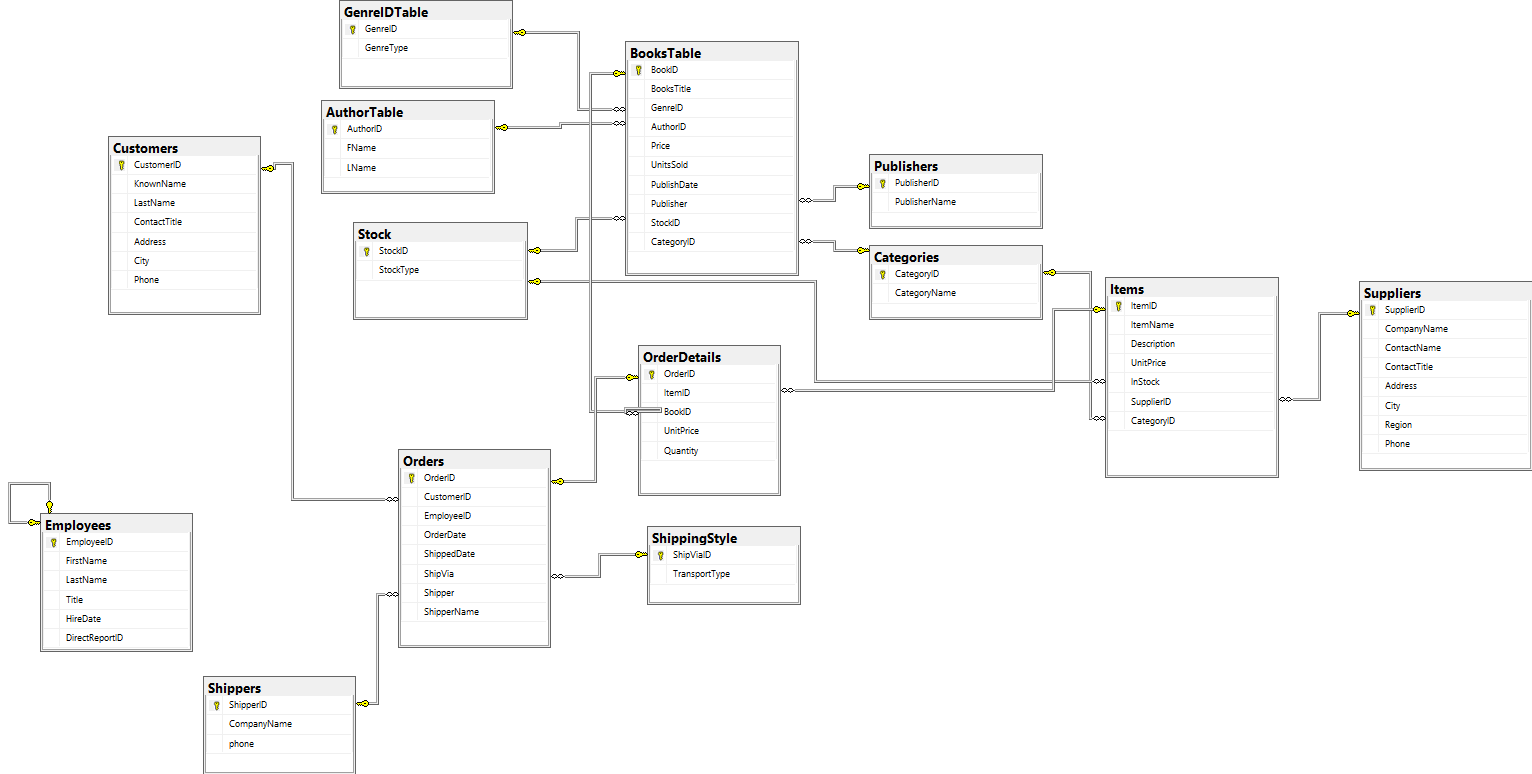 GenreIDTable
GenreID
GenreType
BooksTable
BookID
BooksTitle
GenreID
AuthorID
Price
UnitsSold
PublishDate
Publisher
StockID
CategoryID
AuthorTable
AuthorID
FName
LName
Customers
CustomerID
KnownName
LastName
ContactTitle
Address
City
Phone
Publishers
PublisherID
PublisherName
Stock
StockID
StockType
Categories
CategoryID
CategoryName
Items
ItemID
ItemName
Description
UnitPrice
InStock
SupplierID
CategoryID
Suppliers
SupplierID
CompanyName
ContactName
ContactTitle
Address
City
Region
Phone
OrderDetails
OrderID
ItemID
BookID
UnitPrice
Quantity
Orders
OrderID
CustomerID
EmployeeID
OrderDate
ShippedDate
ShipVia
Shipper
ShipperName
Employees
EmployeeID
FirstName
LastName
Title
HireDate
DirectReportID
ShippingStyle
ShipViaID
TransportType
Shippers
ShipperID
CompanyName
phone